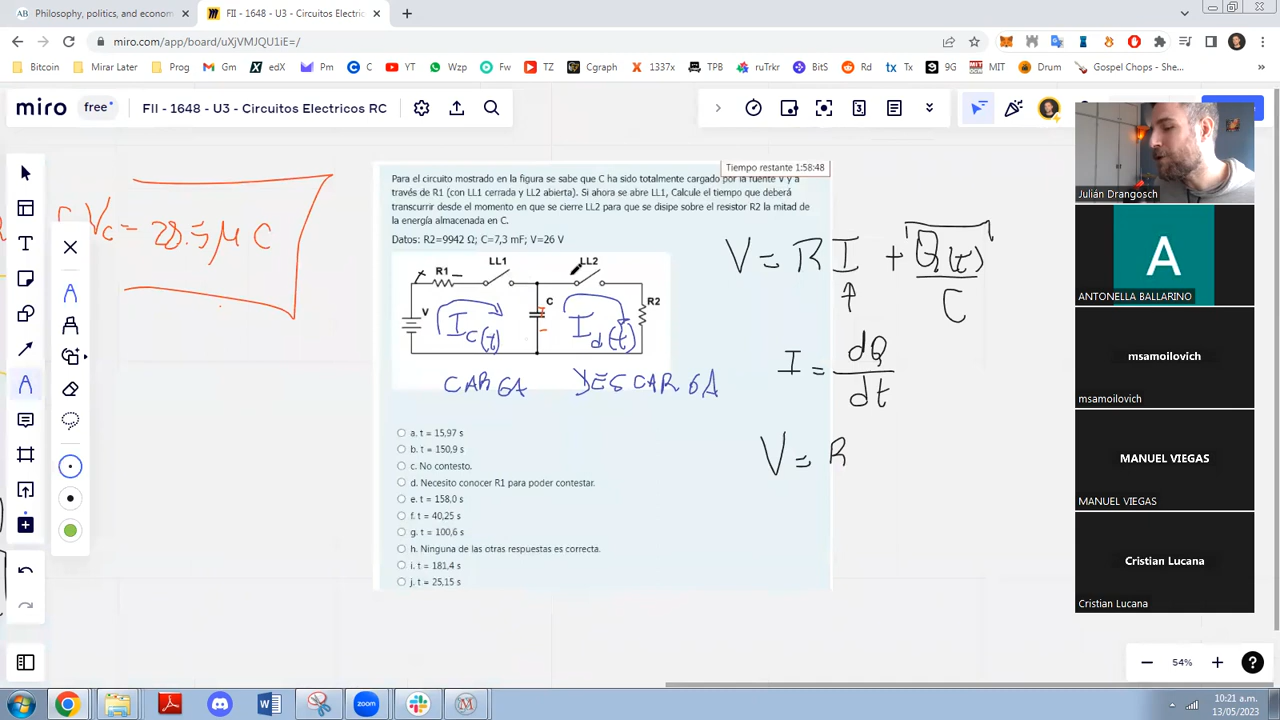 Philosophy, politics, and econom
FII - 1648 - U3 - Circuitos Electric
miro.com/app/board/uXjVMJQU1iE=/
Bitcoin
Mirar Later
Prog
Gm
edX
Pm
C
YT
Wzp
Fw
TZ
Cgraph
1337x
TPB
ruTrkr
BitS
Rd
Tx
9G
MIT
Drum
Gospel Chops - She...
miro
free
FII - 1648 - U3 - Circuitos Electricos RC
Tiempo restante 1:58:48
Para el circuito mostrado en la figura se sabe que C ha sido totalmente cargado por la fuente V y a
través de R1 (con LL1 cerrada y LL2 abierta). Si ahora se abre LL1, Calcule el tiempo que deberá
transcurrir desde el momento en que se cierre LL2 para que se disipe sobre el resistor R2 la mitad de
la energía almacenada en C.
Datos: R2=9942 Ω; C=7,3 mF; V=26 V
R1
LL1
LL2
V
C
R2
Ic(t)
Id(t)
CARGA
DESCARGA
a. t = 15,97 s
b. t = 150,9 s
c. No contesto.
d. Necesito conocer R1 para poder contestar.
e. t = 158,0 s
f. t = 40,25 s
g. t = 100,6 s
h. Ninguna de las otras respuestas es correcta.
i. t = 181,4 s
j. t = 25,15 s
Vc = 28.5 μ C
V = R I + Q(t)
C
I = dQ
dt
V = R
Julián Drangosch
A
ANTONELLA BALLARINO
msamoilovich
msamoilovich
MANUEL VIEGAS
MANUEL VIEGAS
Cristian Lucana
Cristian Lucana
54%
10:21 a.m.
13/05/2023